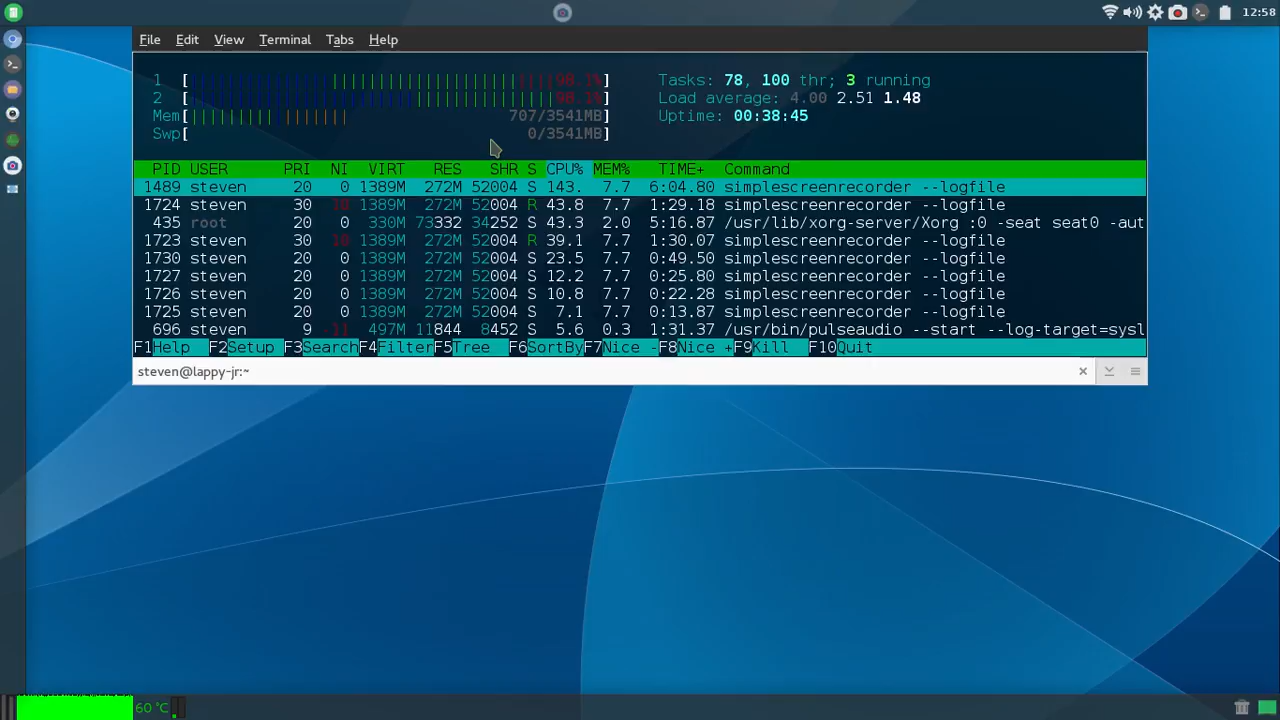 12:58
File Edit View Terminal Tabs Help
1 [ 98.1%] Tasks: 78, 100 thr; 3 running
2 [ 98.1%] Load average: 4.00 2.51 1.48
Mem[ 707/3541MB] Uptime: 00:38:45
Swp[ 0/3541MB]
PID USER PRI NI VIRT RES SHR S CPU% MEM% TIME+ Command
1489 steven 20 0 1389M 272M 52004 S 143. 7.7 6:04.80 simplescreenrecorder --logfile
1724 steven 30 10 1389M 272M 52004 R 43.8 7.7 1:29.18 simplescreenrecorder --logfile
435 root 20 0 330M 73332 34252 S 43.3 2.0 5:16.87 /usr/lib/xorg-server/Xorg :0 -seat seat0 -aut
1723 steven 30 10 1389M 272M 52004 R 39.1 7.7 1:30.07 simplescreenrecorder --logfile
1730 steven 20 0 1389M 272M 52004 S 23.5 7.7 0:49.50 simplescreenrecorder --logfile
1727 steven 20 0 1389M 272M 52004 S 12.2 7.7 0:25.80 simplescreenrecorder --logfile
1726 steven 20 0 1389M 272M 52004 S 10.8 7.7 0:22.28 simplescreenrecorder --logfile
1725 steven 20 0 1389M 272M 52004 S 7.1 7.7 0:13.87 simplescreenrecorder --logfile
696 steven 9 -11 497M 11844 8452 S 5.6 0.3 1:31.37 /usr/bin/pulseaudio --start --log-target=sysl
F1Help F2Setup F3SearchF4FilterF5Tree F6SortByF7Nice -F8Nice +F9Kill F10Quit
steven@lappy-jr:~
60 °C